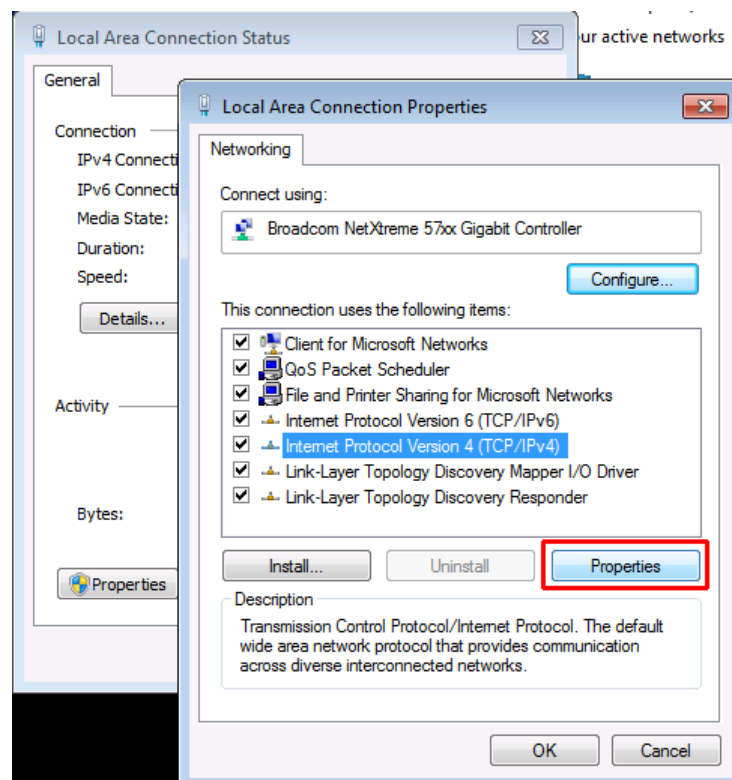 Local Area Connection Status
ur active networks
General
Connection
IPv4 Connecti
IPv6 Connecti
Media State:
Duration:
Speed:
Details...
Activity
Bytes:
Properties
Local Area Connection Properties
Networking
Connect using:
Broadcom NetXtreme 57xx Gigabit Controller
Configure...
This connection uses the following items:
Client for Microsoft Networks
QoS Packet Scheduler
File and Printer Sharing for Microsoft Networks
Internet Protocol Version 6 (TCP/IPv6)
Internet Protocol Version 4 (TCP/IPv4)
Link-Layer Topology Discovery Mapper I/O Driver
Link-Layer Topology Discovery Responder
Install...
Uninstall
Properties
Description
Transmission Control Protocol/Internet Protocol. The default
wide area network protocol that provides communication
across diverse interconnected networks.
OK
Cancel